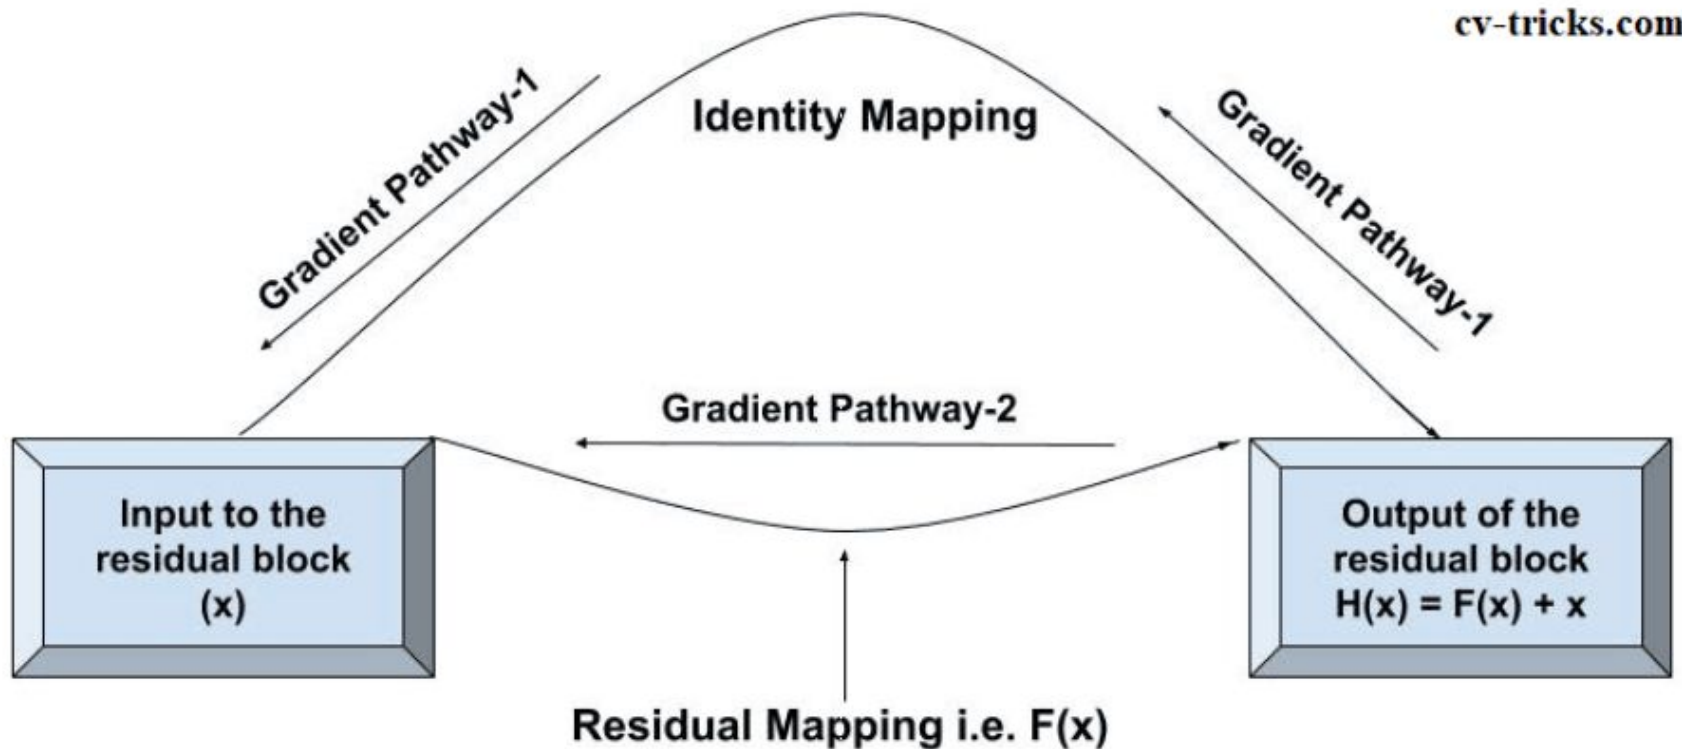 cv-tricks.com
Gradient Pathway-1
Identity Mapping
Gradient Pathway-1
Gradient Pathway-2
Input to the
residual block
(x)
Output of the
residual block
H(x) = F(x) + x
Residual Mapping i.e. F(x)